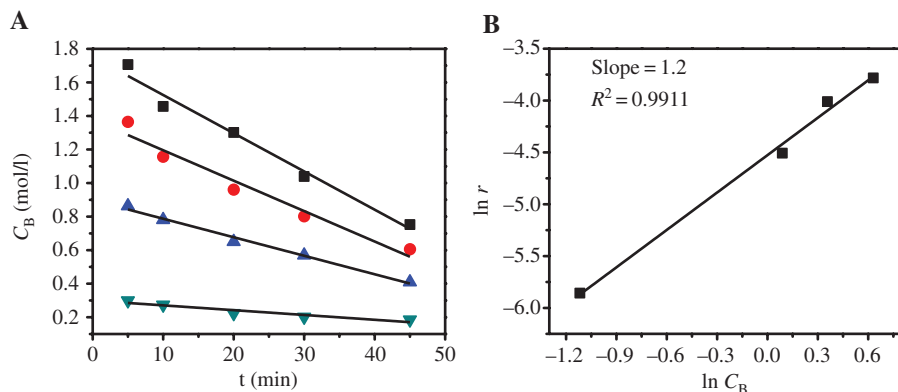 A
1.8
1.6
1.4
1.2
1.0
0.8
0.6
0.4
0.2
C_B (mol/l)
0 10 20 30 40 50
t (min)
B
Slope = 1.2
R² = 0.9911
−3.5
−4.0
−4.5
−5.0
−5.5
−6.0
ln r
−1.2 −0.9 −0.6 −0.3 0.0 0.3 0.6
ln C_B